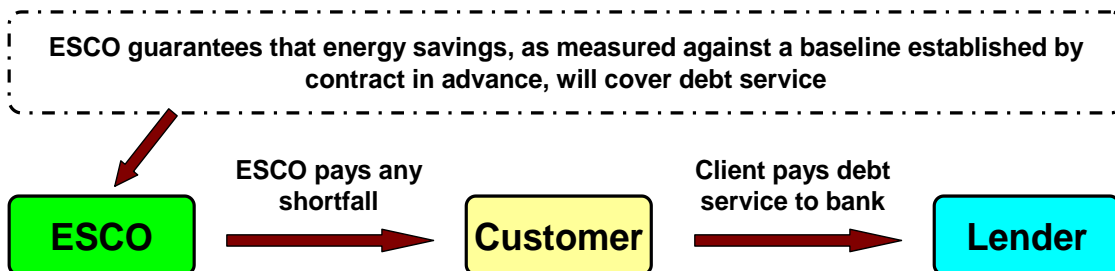 ESCO guarantees that energy savings, as measured against a baseline established by
contract in advance, will cover debt service
ESCO pays any
shortfall
Client pays debt
service to bank
ESCO
Customer
Lender